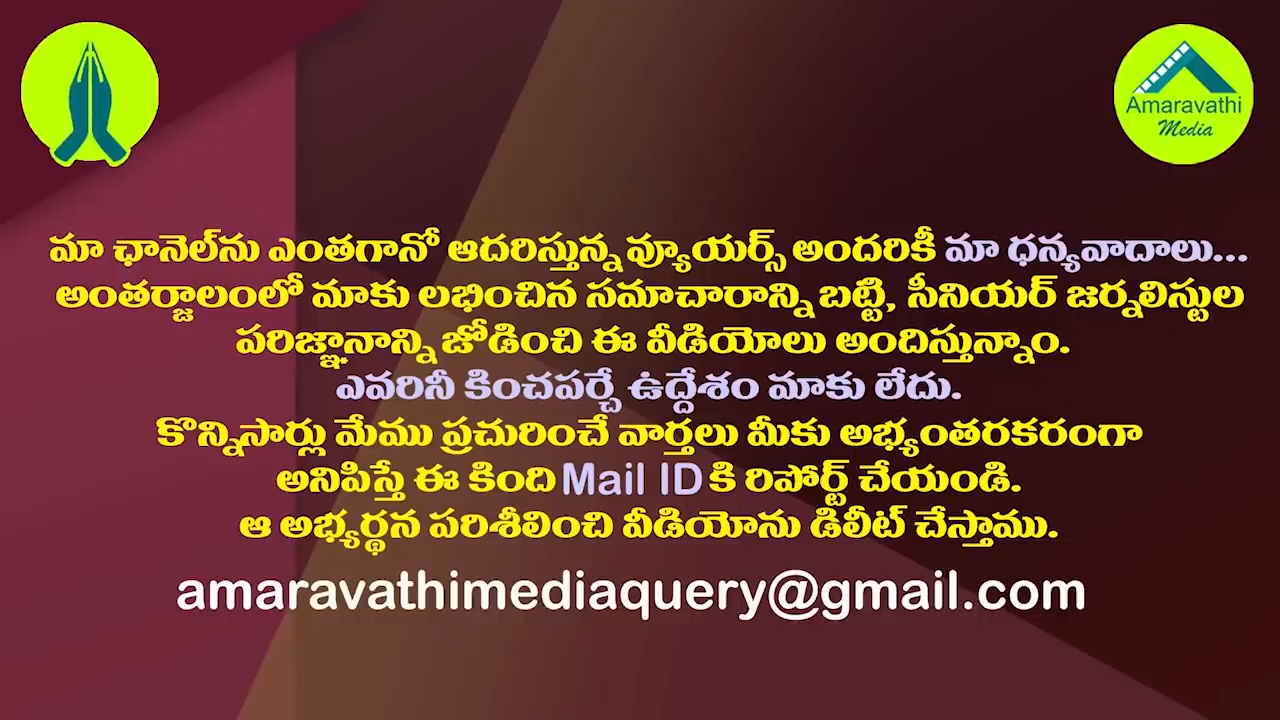 Amaravathi
Media
మా ఛానెల్‌ను ఎంతగానో ఆదరిస్తున్న వ్యూయర్స్ అందరికీ మా ధన్యవాదాలు...
అంతర్జాలంలో మాకు లభించిన సమాచారాన్ని బట్టి, సీనియర్ జర్నలిస్టుల
పరిజ్ఞానాన్ని జోడించి ఈ వీడియోలు అందిస్తున్నాం.
ఎవరినీ కించపర్చే ఉద్దేశం మాకు లేదు.
కొన్నిసార్లు మేము ప్రచురించే వార్తలు మీకు అభ్యంతరకరంగా
అనిపిస్తే ఈ కింది Mail ID కి రిపోర్ట్ చేయండి.
ఆ అభ్యర్థన పరిశీలించి వీడియోను డిలీట్ చేస్తాము.
amaravathimediaquery@gmail.com